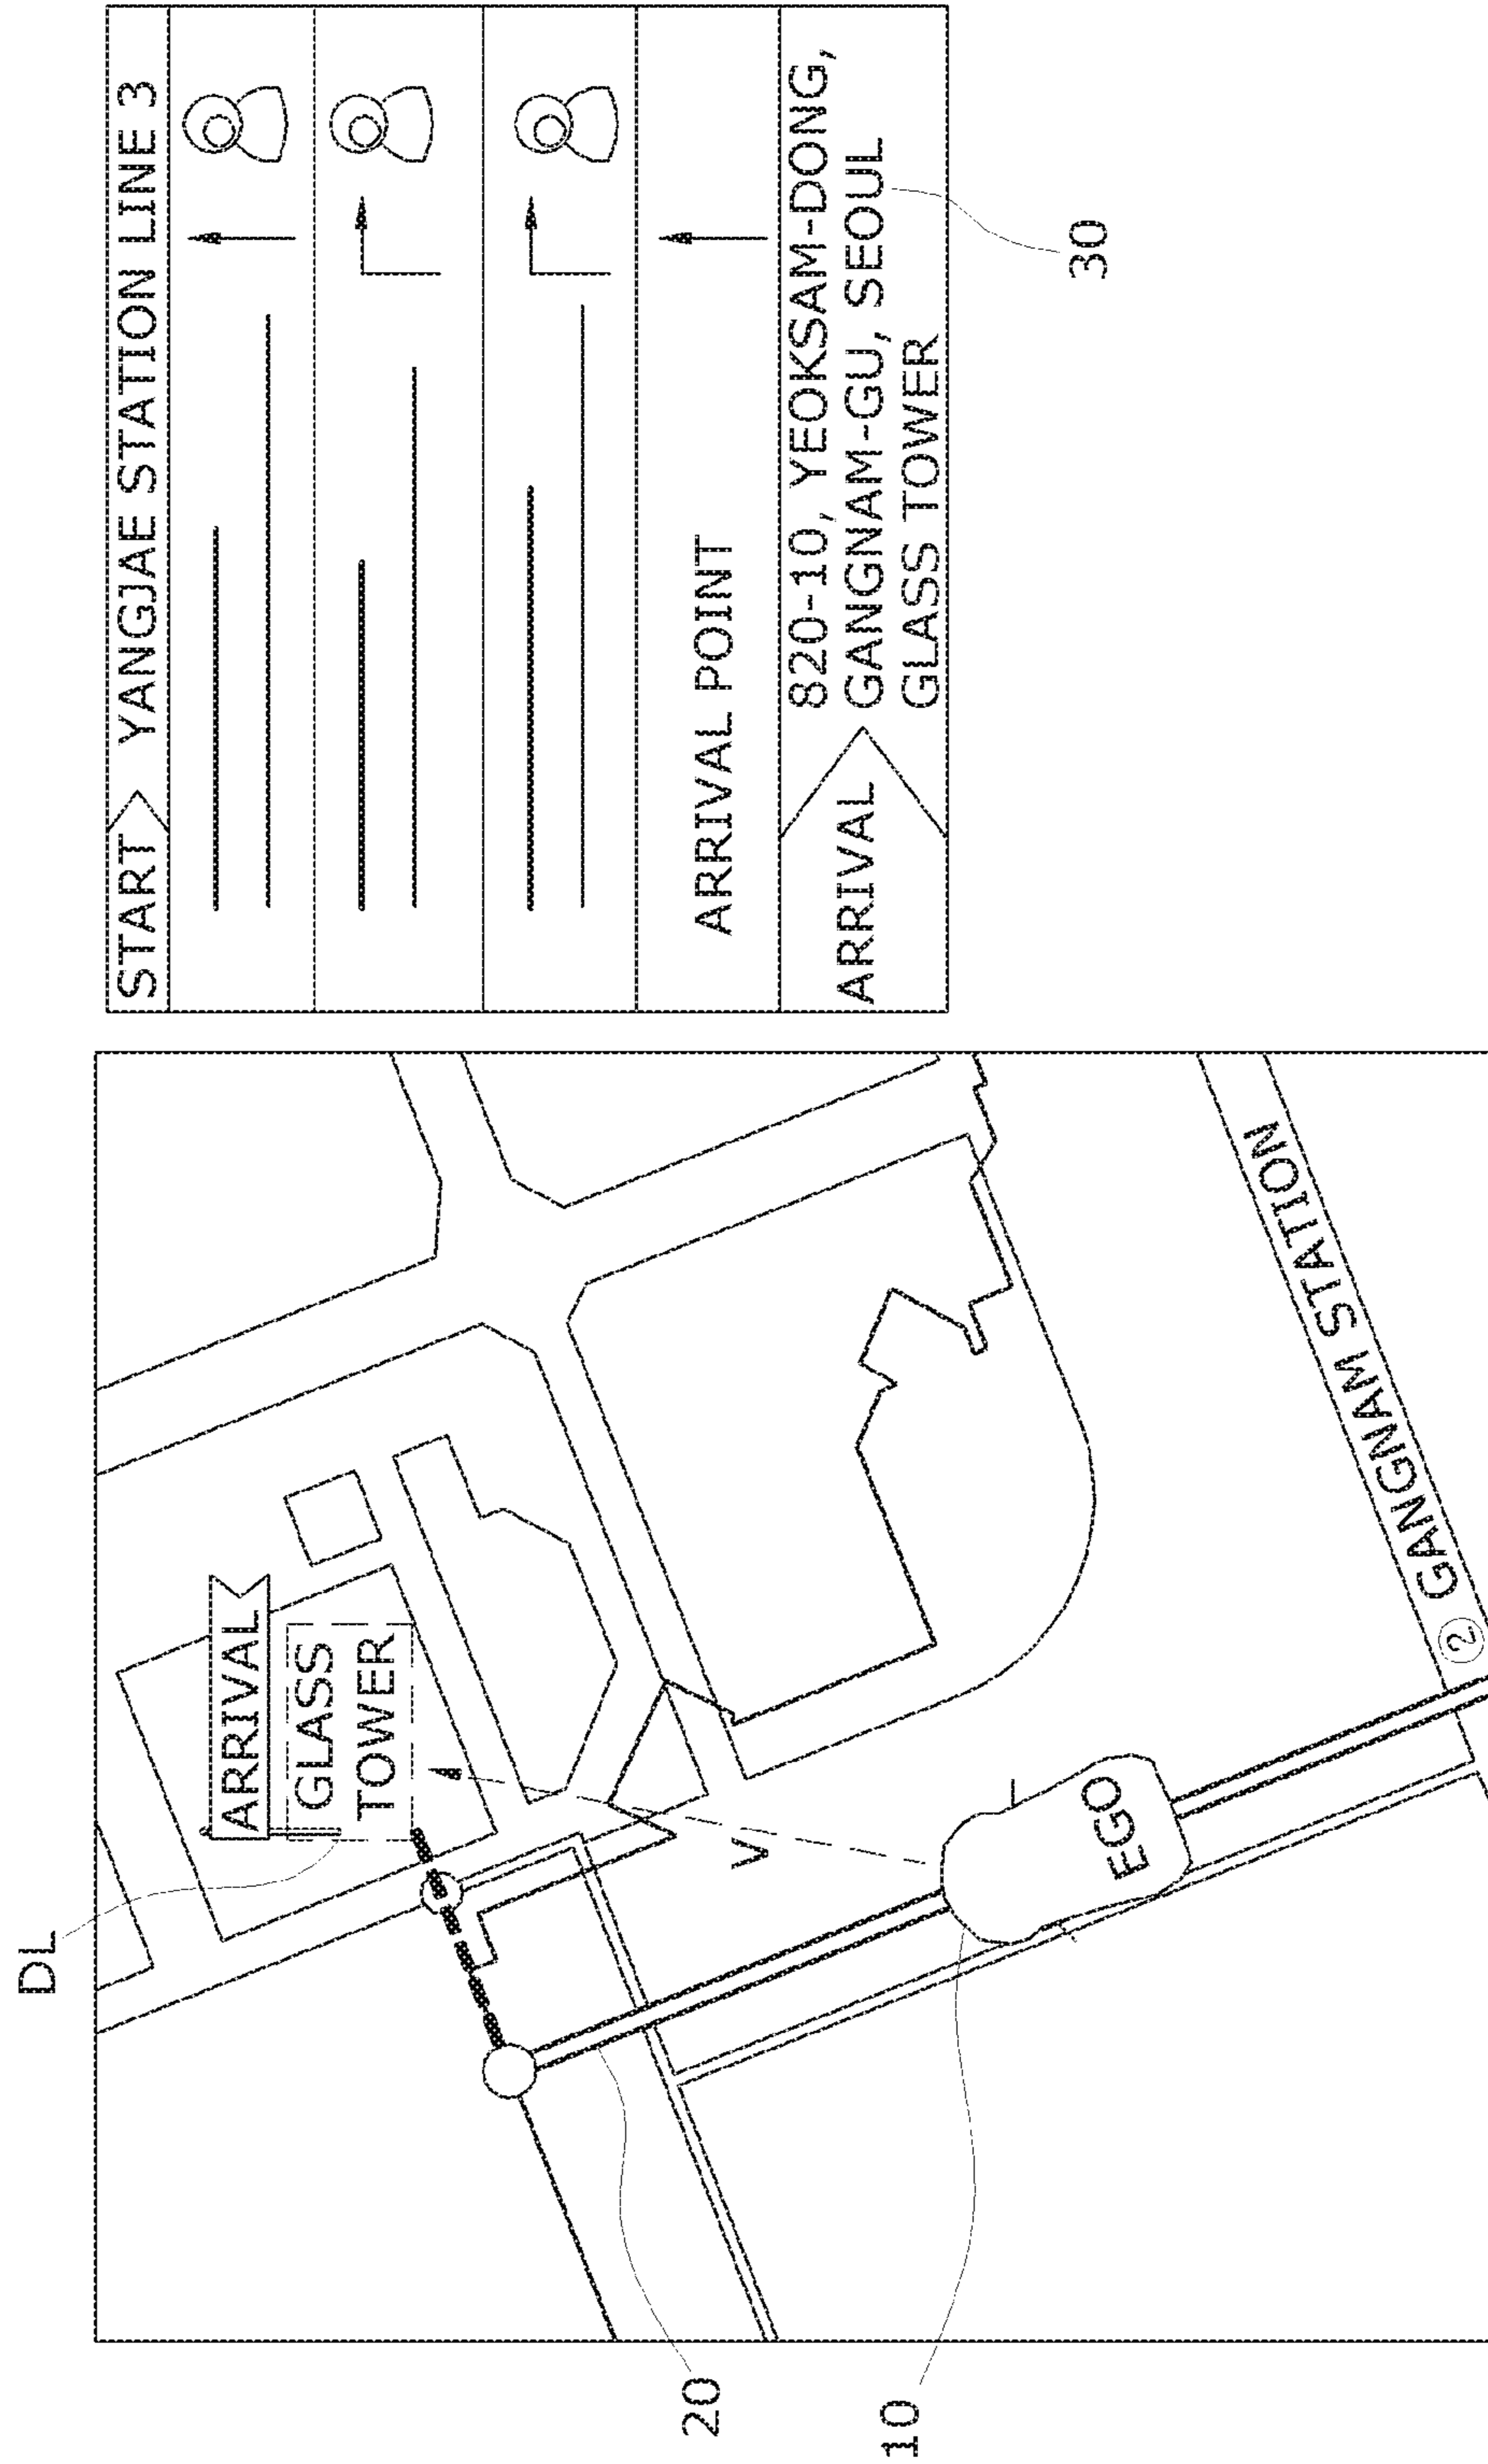 DL
ARRIVAL
GLASS
TOWER
V
EGO
② GANGNAM STATION
20
10
START YANGJAE STATION LINE 3
ARRIVAL POINT
ARRIVAL
820-10, YEOKSAM-DONG,
GANGNAM-GU, SEOUL
GLASS TOWER
30